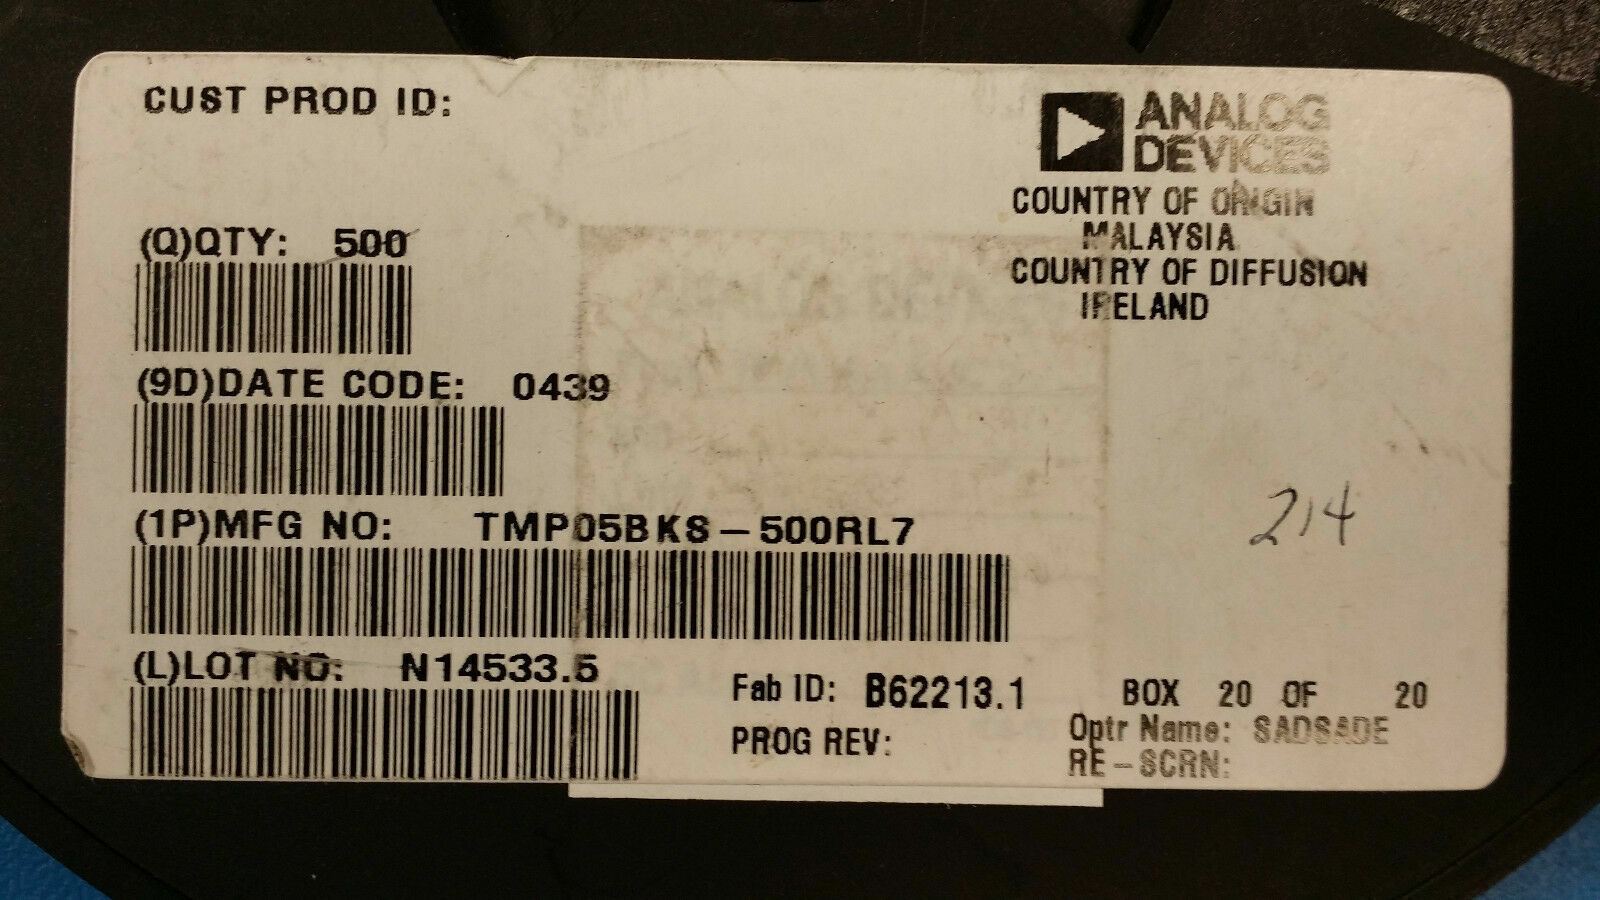 CUST PROD ID:
ANALOG
DEVICES
COUNTRY OF ORIGIN
MALAYSIA
COUNTRY OF DIFFUSION
IRELAND
(Q)QTY: 500
(9D)DATE CODE: 0439
(1P)MFG NO: TMP05BKS-500RL7
214
(L)LOT NO: N14533.5
Fab ID: B62213.1
PROG REV:
BOX 20 OF 20
Optr Name: SADSADE
RE-SCRN: